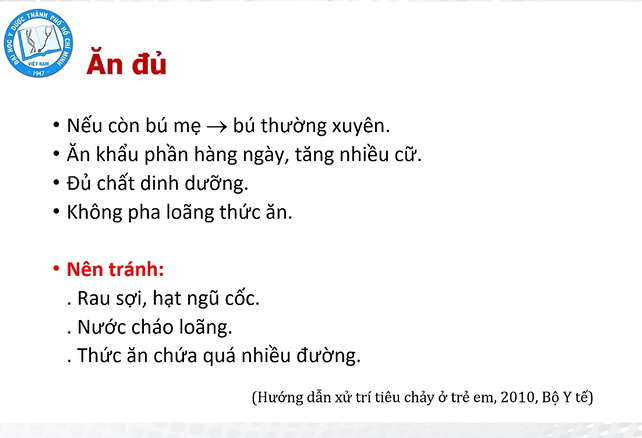 ĐẠI HỌC Y DƯỢC THÀNH PHỐ HỒ CHÍ MINH
VIỆT NAM
1947
Ăn đủ
• Nếu còn bú mẹ → bú thường xuyên.
• Ăn khẩu phần hàng ngày, tăng nhiều cữ.
• Đủ chất dinh dưỡng.
• Không pha loãng thức ăn.
• Nên tránh:
. Rau sợi, hạt ngũ cốc.
. Nước cháo loãng.
. Thức ăn chứa quá nhiều đường.
(Hướng dẫn xử trí tiêu chảy ở trẻ em, 2010, Bộ Y tế)